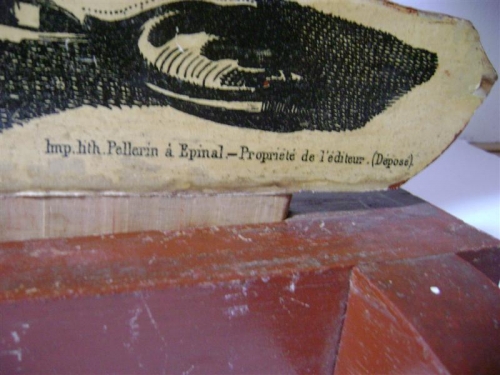 Imp. lith. Pellerin à Epinal.—Propriété de l'éditeur. (Déposé).